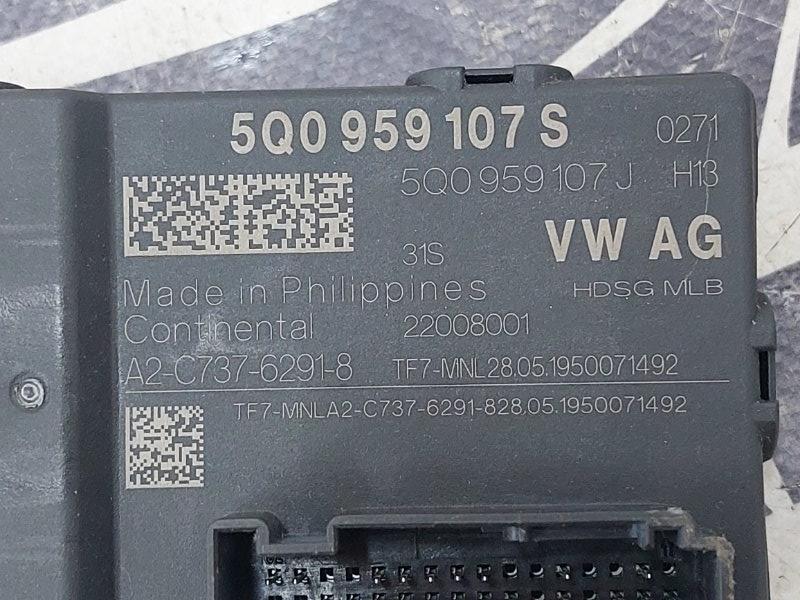 5Q0 959 107 S 0271
5Q0 959 107 J H13
31S VW AG
Made in Philippines HDSG MLB
Continental 22008001
A2-C737-6291-8 TF7-MNL28.05.1950071492
TF7-MNLA2-C737-6291-828.05.1950071492